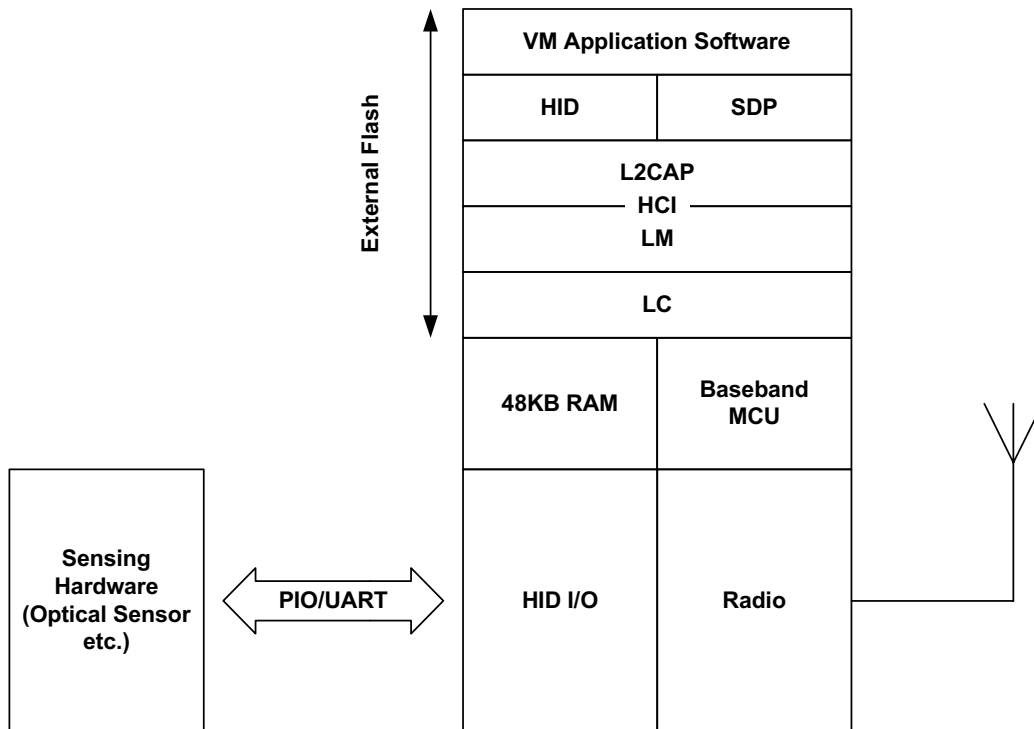 VM Application Software
HID
SDP
External Flash
L2CAP
HCI
LM
LC
48KB RAM
Baseband
MCU
Sensing
Hardware
(Optical Sensor
etc.)
PIO/UART
HID I/O
Radio